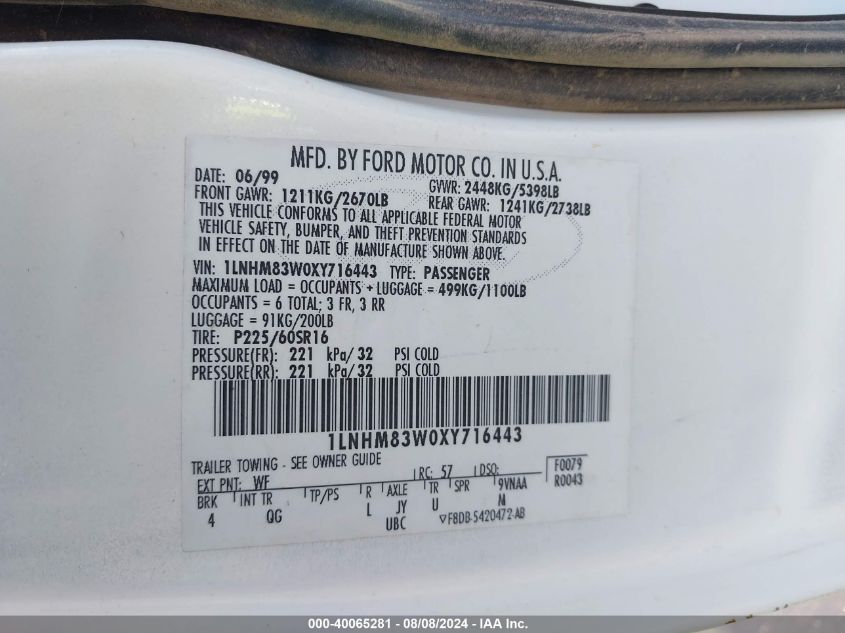 MFD. BY FORD MOTOR CO. IN U.S.A.
DATE: 06/99 GVWR: 2448KG/5398LB
FRONT GAWR: 1211KG/2670LB REAR GAWR: 1241KG/2738LB
THIS VEHICLE CONFORMS TO ALL APPLICABLE FEDERAL MOTOR
VEHICLE SAFETY, BUMPER, AND THEFT PREVENTION STANDARDS
IN EFFECT ON THE DATE OF MANUFACTURE SHOWN ABOVE.
VIN: 1LNHM83W0XY716443 TYPE: PASSENGER
MAXIMUM LOAD = OCCUPANTS + LUGGAGE = 499KG/1100LB
OCCUPANTS = 6 TOTAL; 3 FR, 3 RR
LUGGAGE = 91KG/200LB
TIRE: P225/60SR16
PRESSURE(FR): 221 kPa/32 PSI COLD
PRESSURE(RR): 221 kPa/32 PSI COLD
1LNHM83W0XY716443
TRAILER TOWING - SEE OWNER GUIDE
EXT PNT: WF RC: 57 DSO: F0079
R0043
BRK INT TR TP/PS R AXLE TR SPR 9VNAA
4 QG L JY U M
UBC F8DB-5420472-AB
000-40065281 - 08/08/2024 - IAA Inc.